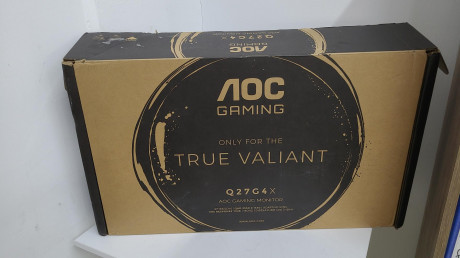 AOC
GAMING
ONLY FOR THE
TRUE VALIANT
Q27G4X
AOC GAMING MONITOR